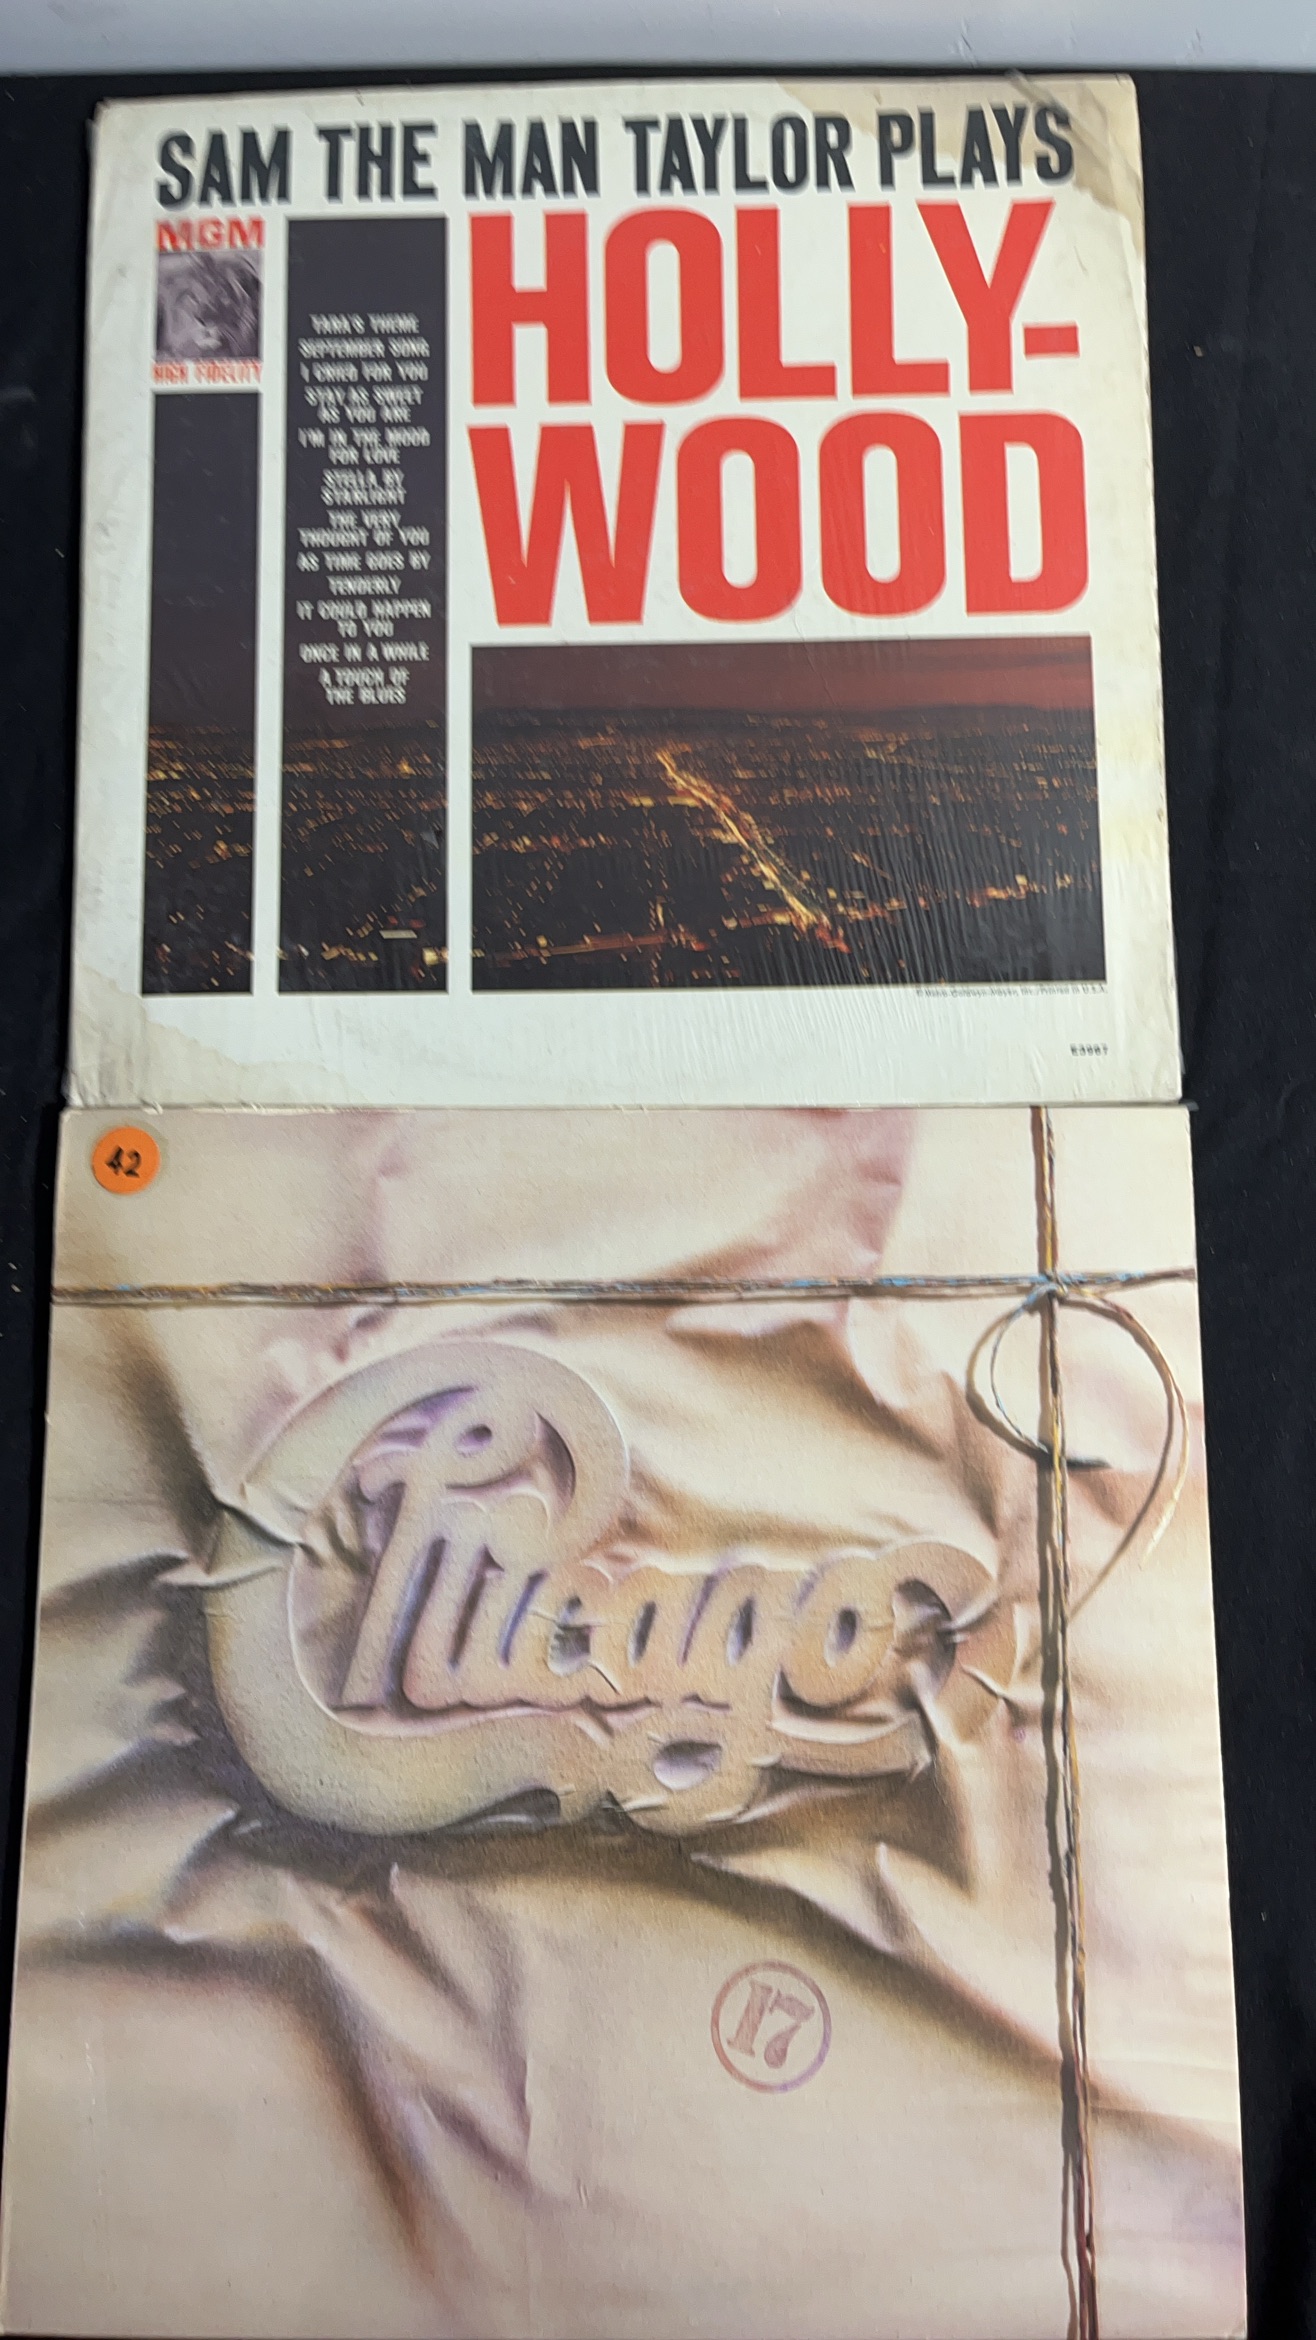 SAM THE MAN TAYLOR PLAYS
MGM
HIGH FIDELITY
TARA'S THEME
SEPTEMBER SONG
I CRIED FOR YOU
STAY AS SWEET
AS YOU ARE
I'M IN THE MOOD
FOR LOVE
STELLA BY
STARLIGHT
THE VERY
THOUGHT OF YOU
AS TIME GOES BY
TENDERLY
IT COULD HAPPEN
TO YOU
ONCE IN A WHILE
A TOUCH OF
THE BLUES
HOLLY-
WOOD
Printed in U.S.A.
42
Chicago
17